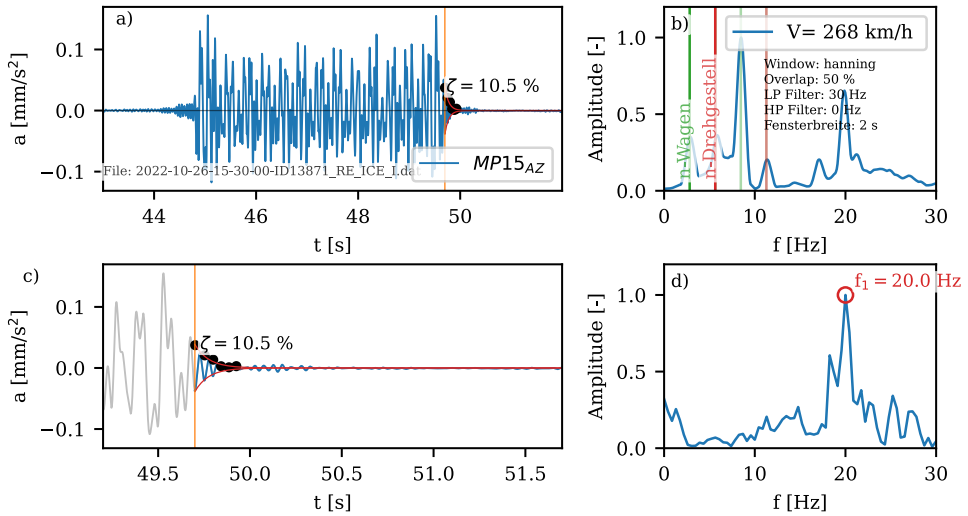 a)
a [mm/s²]
0.1
0.0
−0.1
ζ = 10.5 %
File: 2022-10-26-15-30-00-ID13871_RE_ICE_I.dat
MP15_AZ
44 46 48 50
t [s]
b)
Amplitude [-]
1.0
0.5
0.0
V= 268 km/h
Window: hanning
Overlap: 50 %
LP Filter: 30 Hz
HP Filter: 0 Hz
Fensterbreite: 2 s
n-Wagen
n-Drehgestell
0 10 20 30
f [Hz]
c)
a [mm/s²]
0.1
0.0
−0.1
ζ = 10.5 %
49.5 50.0 50.5 51.0 51.5
t [s]
d)
Amplitude [-]
1.0
0.5
0.0
f₁ = 20.0 Hz
0 10 20 30
f [Hz]